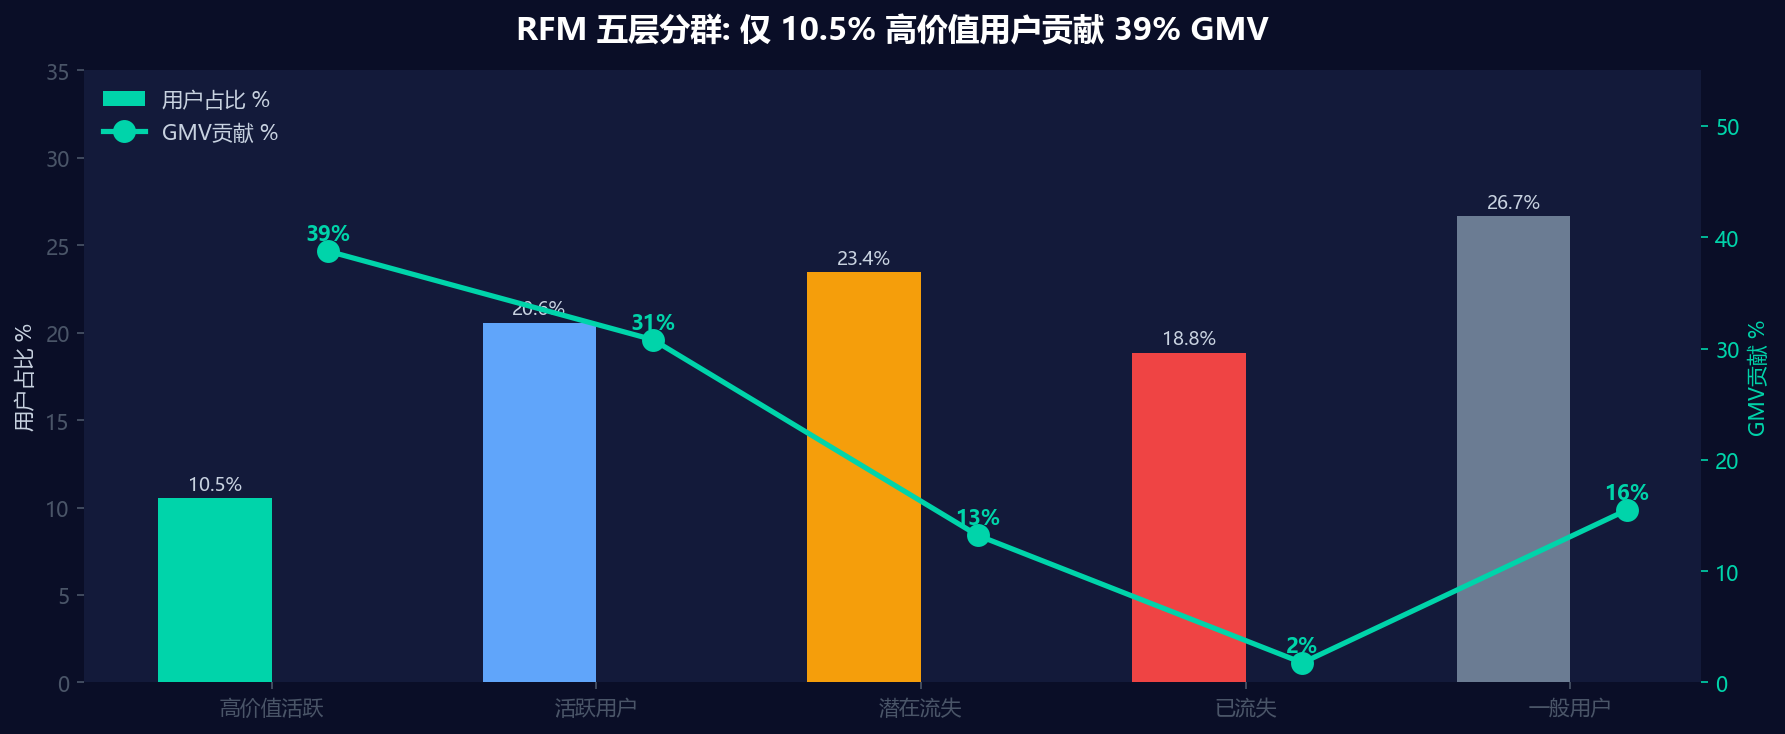 RFM 五层分群: 仅 10.5% 高价值用户贡献 39% GMV
用户占比 %
GMV贡献 %
35
30
25
20
15
10
5
0
用户占比 %
50
40
30
20
10
0
GMV贡献 %
10.5%
20.6%
23.4%
18.8%
26.7%
39%
31%
13%
2%
16%
高价值活跃
活跃用户
潜在流失
已流失
一般用户